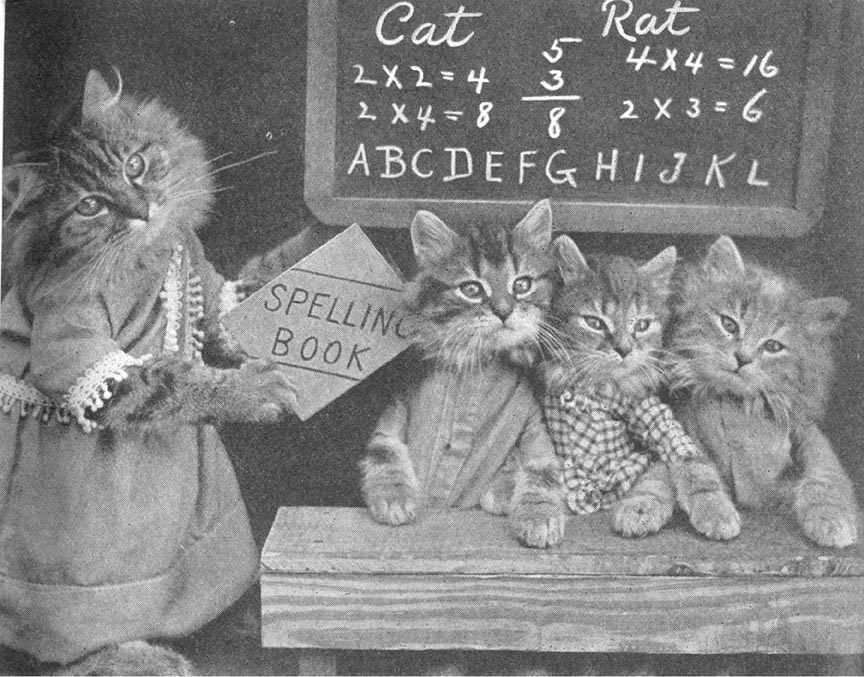 Cat Rat
2 X 2 = 4 5 4 X 4 = 16
3
2 X 4 = 8 8 2 X 3 = 6
A B C D E F G H I J K L
SPELLING
BOOK